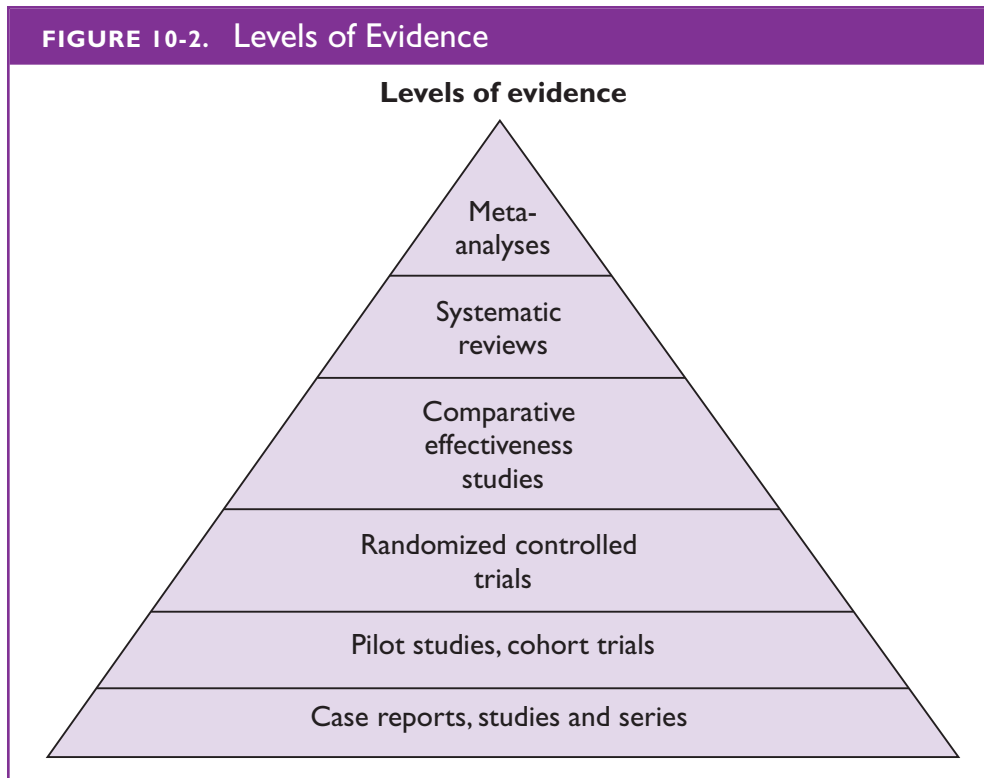 FIGURE 10-2. Levels of Evidence
Levels of evidence
Meta-
analyses
Systematic
reviews
Comparative
effectiveness
studies
Randomized controlled
trials
Pilot studies, cohort trials
Case reports, studies and series